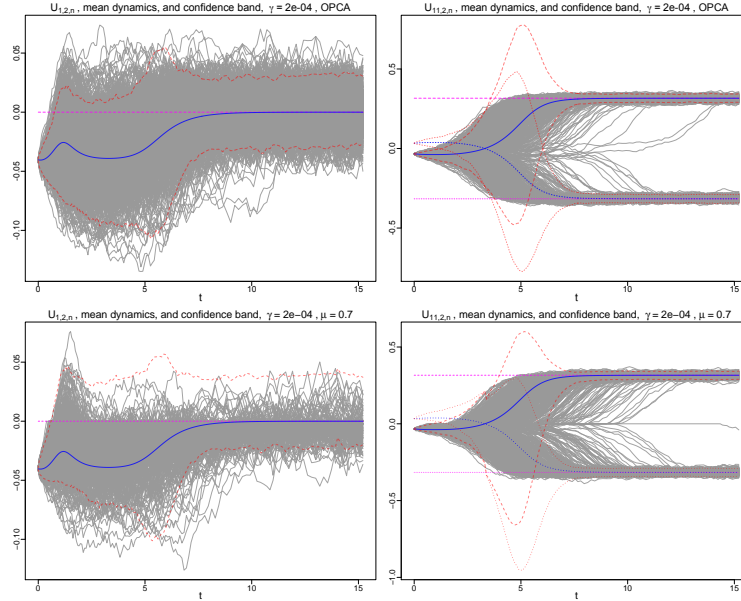 U1,2,n , mean dynamics, and confidence band, γ = 2e-04 , OPCA
0.05
0.00
-0.05
-0.10
0 5 10 15
t
U11,2,n , mean dynamics, and confidence band, γ = 2e-04 , OPCA
0.5
0.0
-0.5
0 5 10 15
t
U1,2,n , mean dynamics, and confidence band, γ = 2e-04 , μ = 0.7
0.05
0.00
-0.05
-0.10
0 5 10 15
t
U11,2,n , mean dynamics, and confidence band, γ = 2e-04 , μ = 0.7
0.5
0.0
-0.5
-1.0
0 5 10 15
t